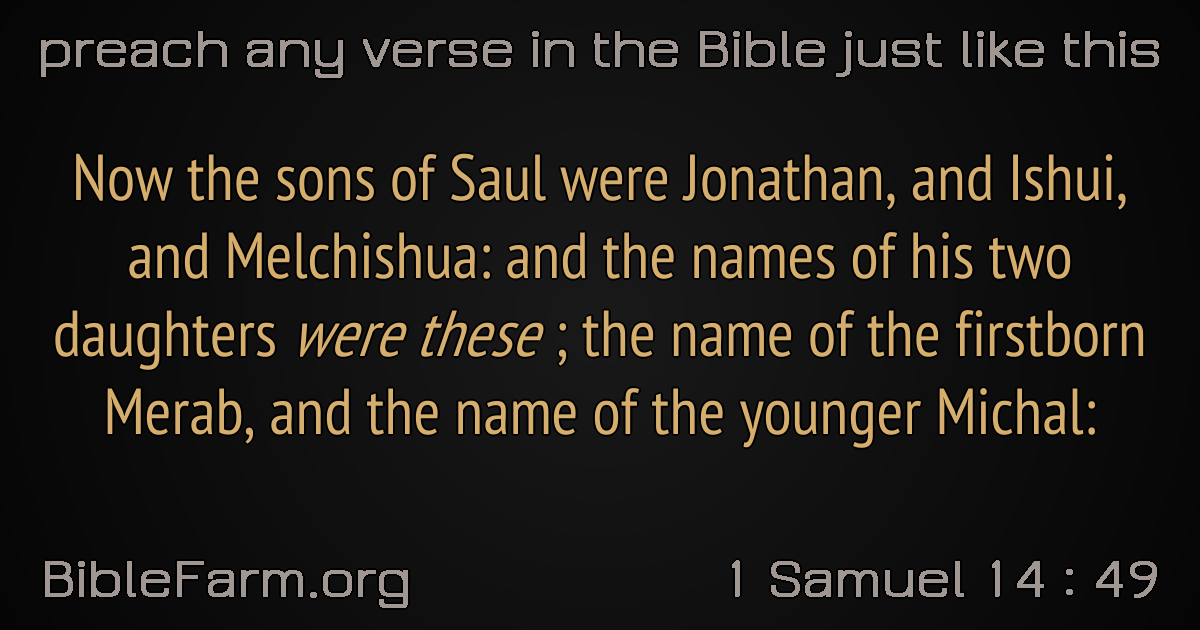 preach any verse in the Bible just like this
Now the sons of Saul were Jonathan, and Ishui,
and Melchishua: and the names of his two
daughters were these ; the name of the firstborn
Merab, and the name of the younger Michal:
BibleFarm.org
1 Samuel 14 : 49